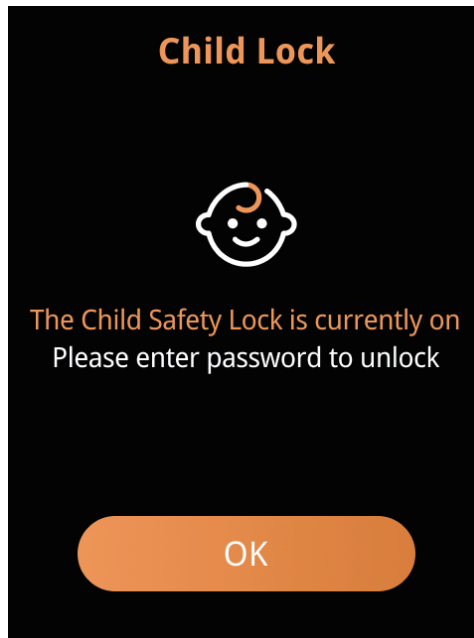 Child Lock
The Child Safety Lock is currently on
Please enter password to unlock
OK